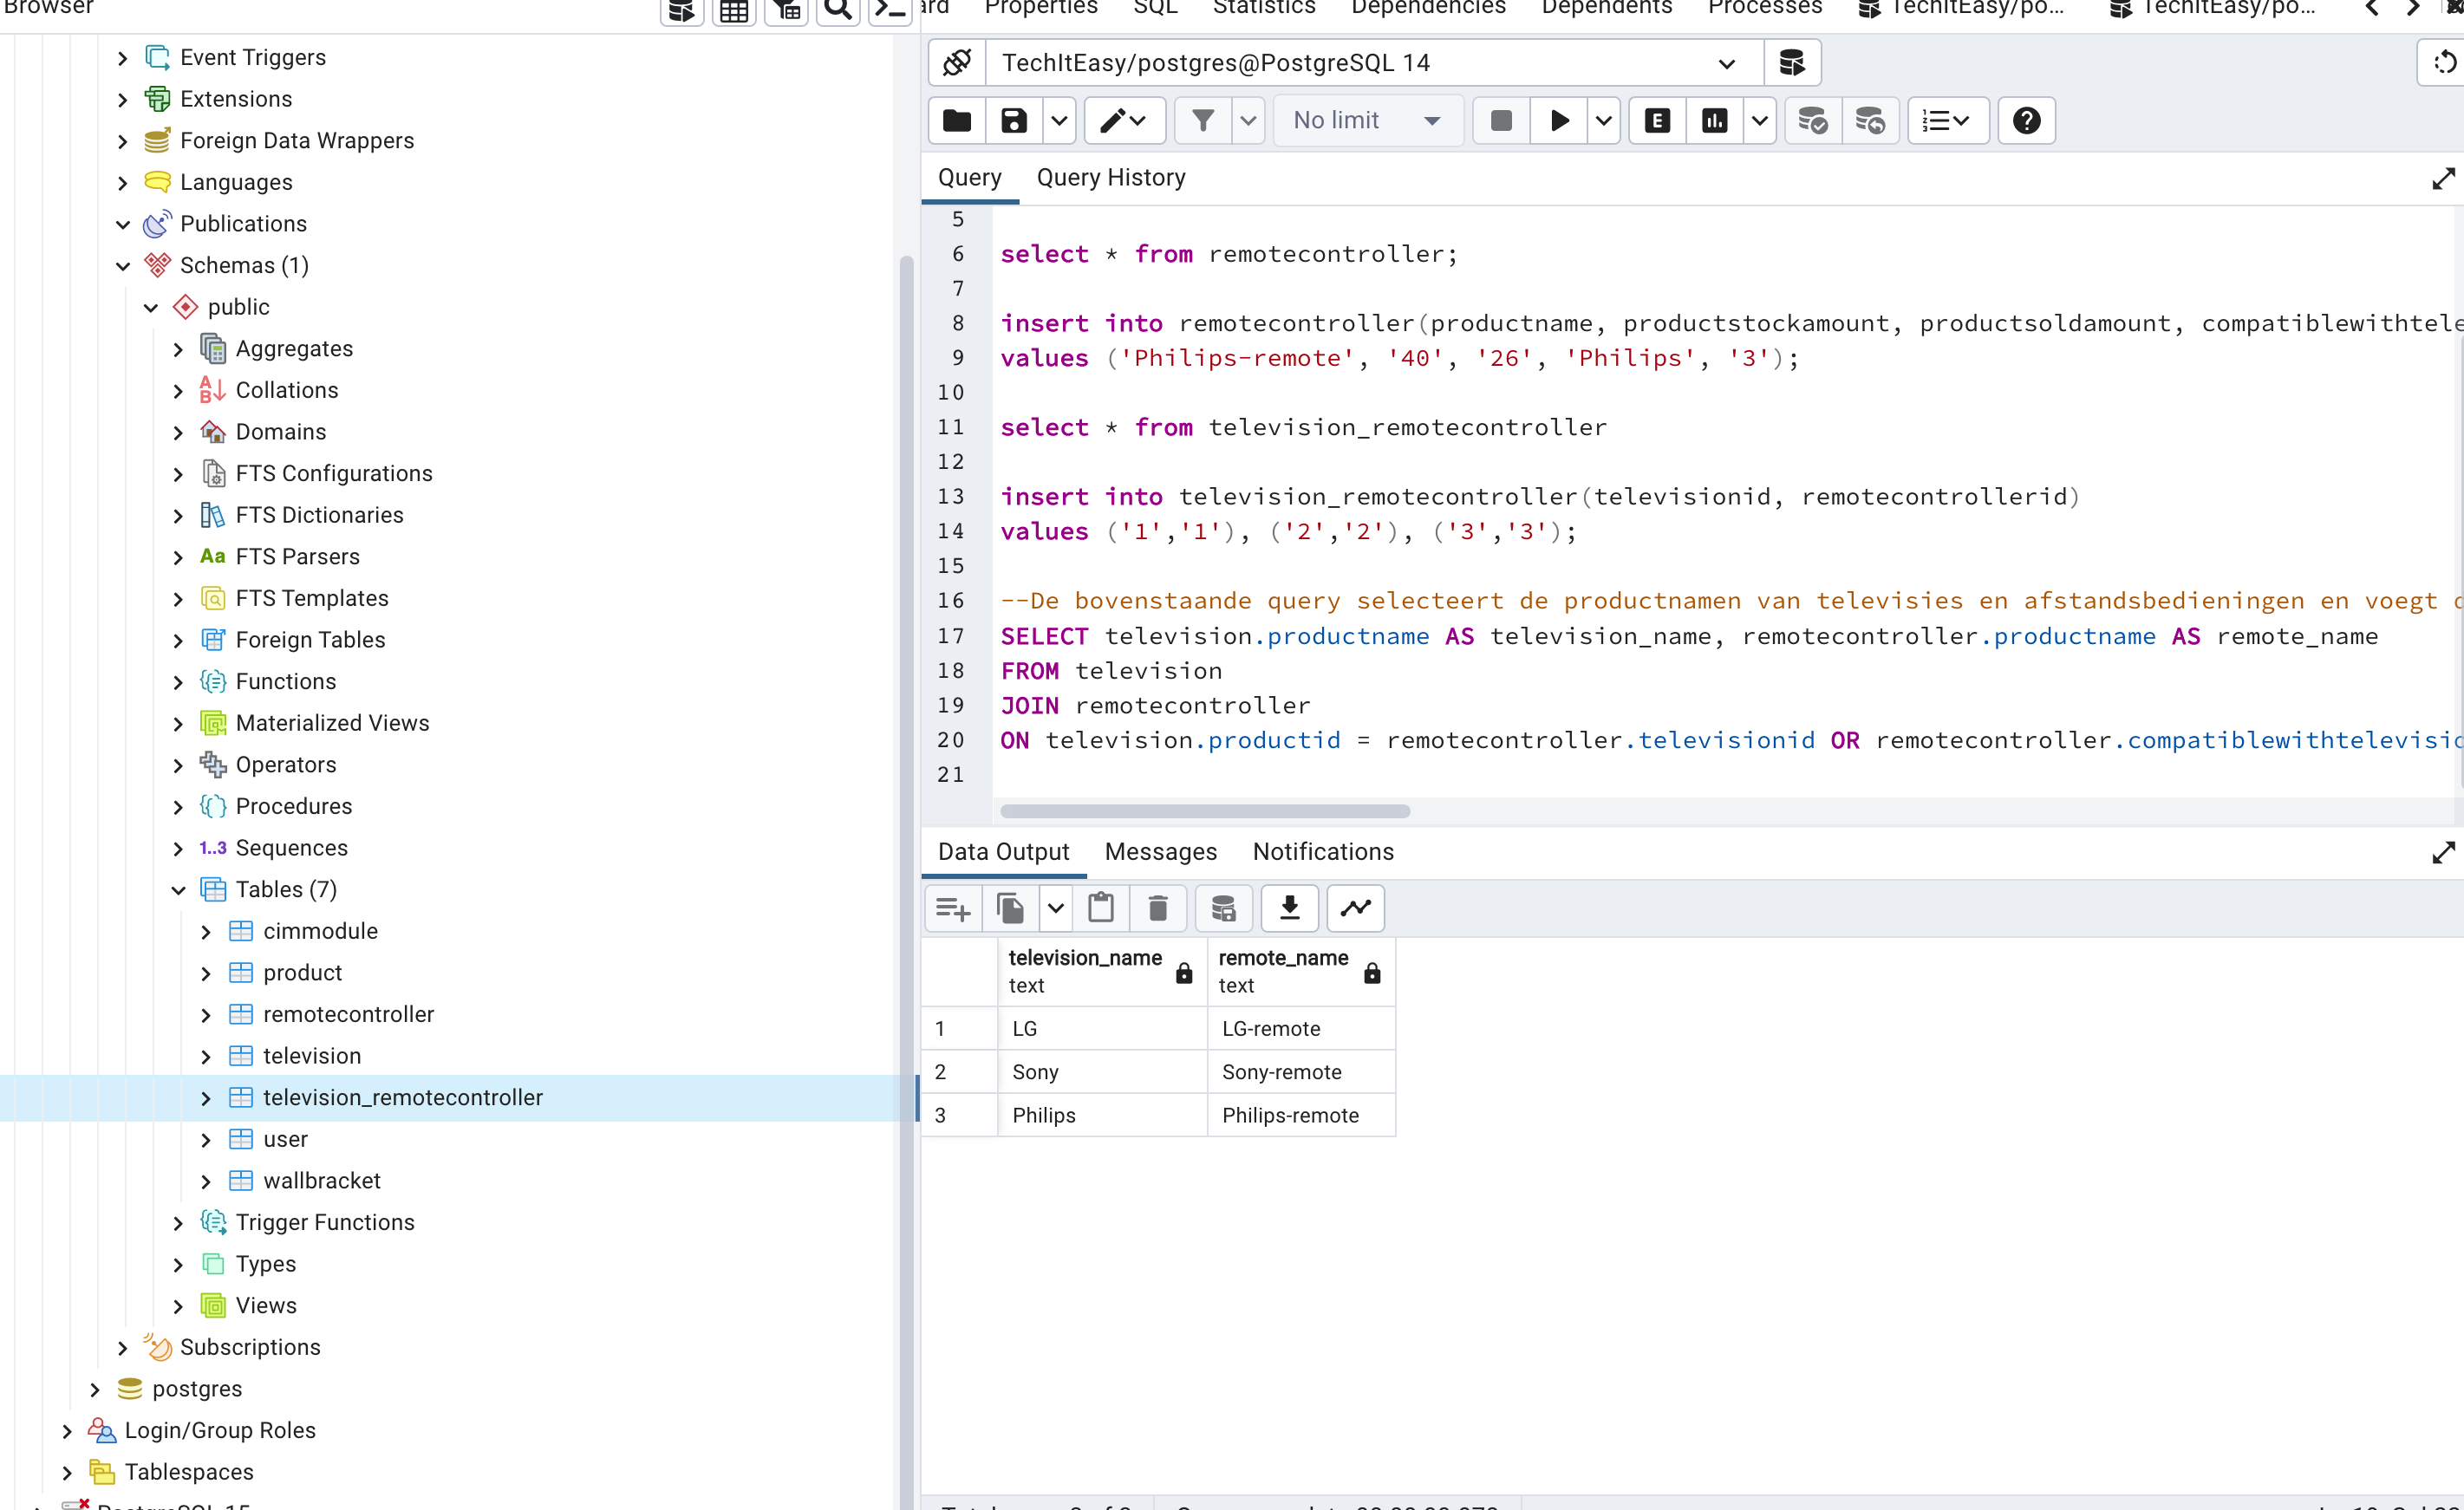 Browser
Event Triggers
Extensions
Foreign Data Wrappers
Languages
Publications
Schemas (1)
public
Aggregates
Collations
Domains
FTS Configurations
FTS Dictionaries
Aa FTS Parsers
FTS Templates
Foreign Tables
Functions
Materialized Views
Operators
Procedures
1..3 Sequences
Tables (7)
cimmodule
product
remotecontroller
television
television_remotecontroller
user
wallbracket
Trigger Functions
Types
Views
Subscriptions
postgres
Login/Group Roles
Tablespaces
PostgreSQL 15
Properties SQL Statistics Dependencies Dependents Processes TechItEasy/po... TechItEasy/po...
TechItEasy/postgres@PostgreSQL 14
No limit
Query Query History
5
6 select * from remotecontroller;
7
8 insert into remotecontroller(productname, productstockamount, productsoldamount, compatiblewithtele
9 values ('Philips-remote', '40', '26', 'Philips', '3');
10
11 select * from television_remotecontroller
12
13 insert into television_remotecontroller(televisionid, remotecontrollerid)
14 values ('1','1'), ('2','2'), ('3','3');
15
16 --De bovenstaande query selecteert de productnamen van televisies en afstandsbedieningen en voegt
17 SELECT television.productname AS television_name, remotecontroller.productname AS remote_name
18 FROM television
19 JOIN remotecontroller
20 ON television.productid = remotecontroller.televisionid OR remotecontroller.compatiblewithtelevisio
21
Data Output Messages Notifications
television_name text remote_name text
1 LG LG-remote
2 Sony Sony-remote
3 Philips Philips-remote